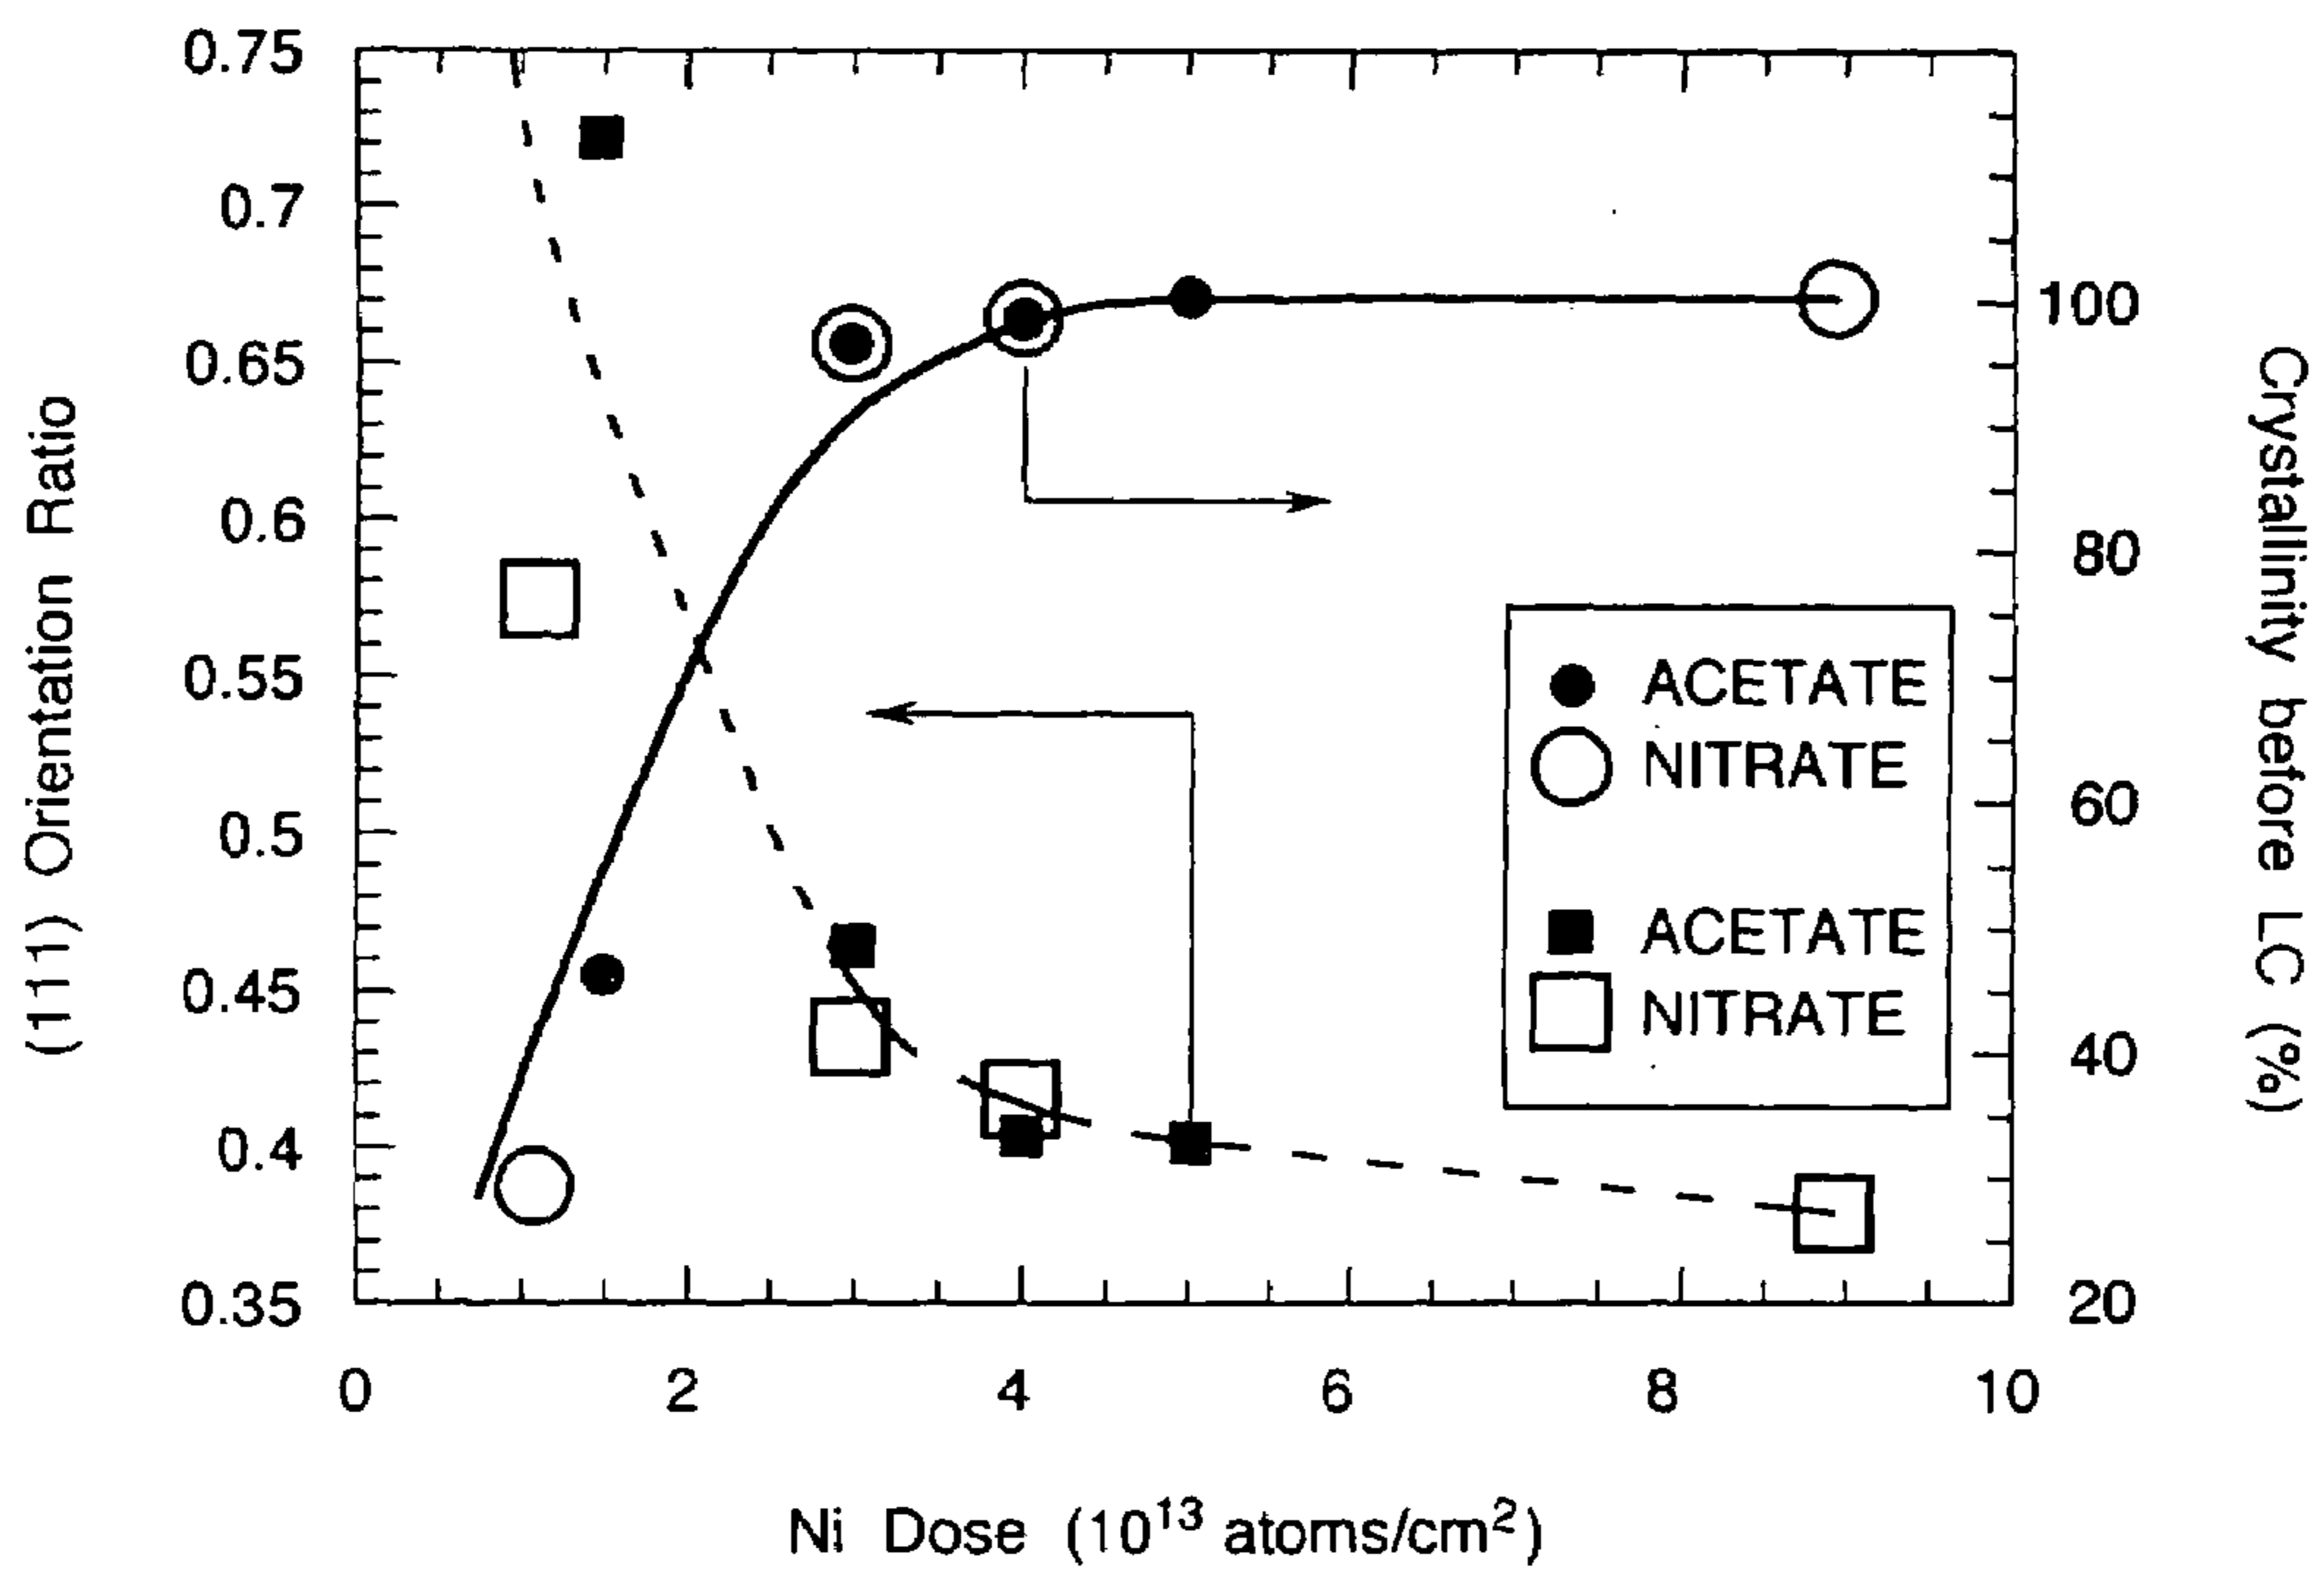 0.75
0.7
0.65
0.6
0.55
0.5
0.45
0.4
0.35
(111) Orientation Ratio
100
80
60
40
20
Crystallinity before LC (%)
ACETATE
NITRATE
ACETATE
NITRATE
0 2 4 6 8 10
Ni Dose (10¹³ atoms/cm²)